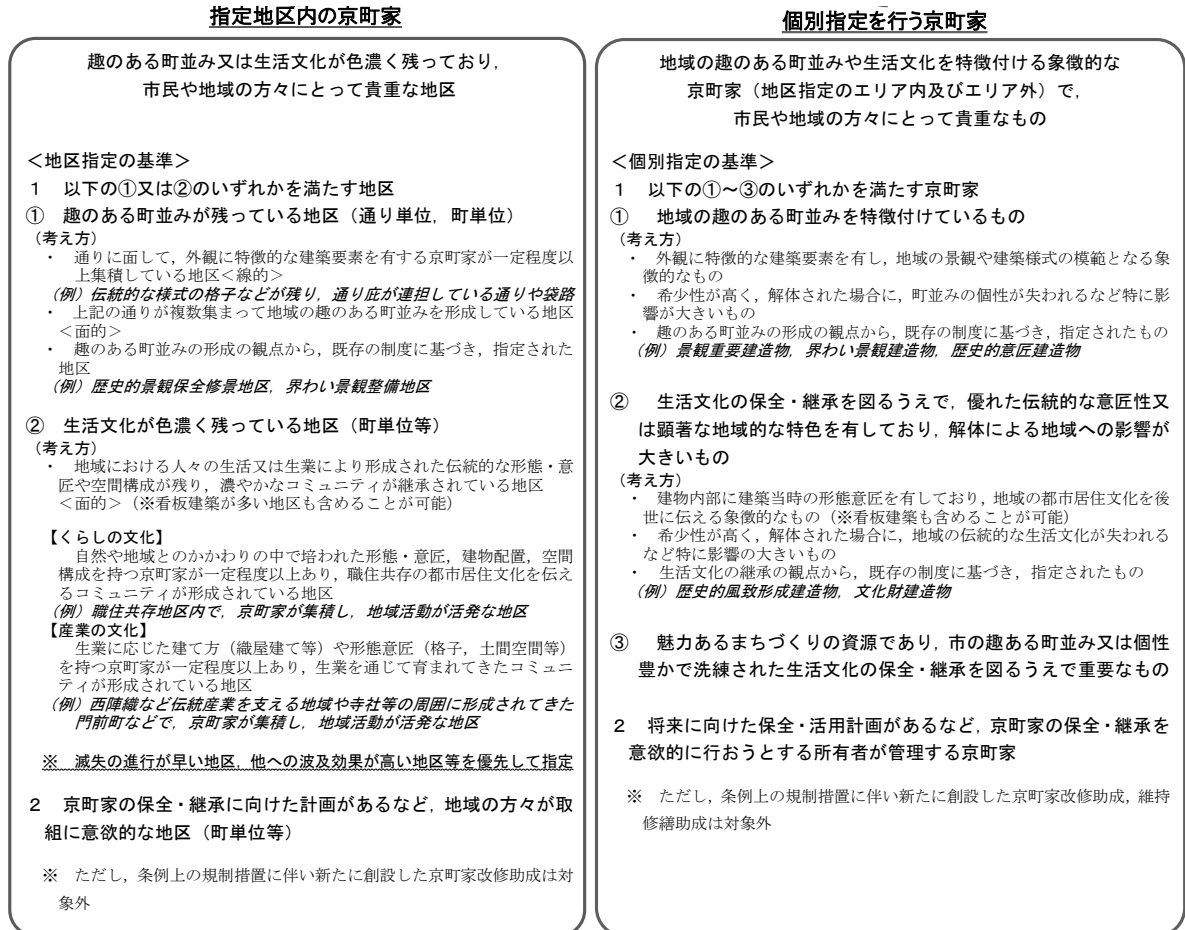 指定地区内の京町家
趣のある町並み又は生活文化が色濃く残っており，
市民や地域の方々にとって貴重な地区
＜地区指定の基準＞
１　以下の①又は②のいずれかを満たす地区
①　趣のある町並みが残っている地区（通り単位，町単位）
（考え方）
・　通りに面して，外観に特徴的な建築要素を有する京町家が一定程度以
上集積している地区＜線的＞
（例）伝統的な様式の格子などが残り，通り庇が連担している通りや袋路
・　上記の通りが複数集まって地域の趣のある町並みを形成している地区
＜面的＞
・　趣のある町並みの形成の観点から，既存の制度に基づき，指定された
地区
（例）歴史的景観保全修景地区，界わい景観整備地区
②　生活文化が色濃く残っている地区（町単位等）
（考え方）
・　地域における人々の生活又は生業により形成された伝統的な形態・意
匠や空間構成が残り，濃やかなコミュニティが継承されている地区
＜面的＞（※看板建築が多い地区も含めることが可能）
【くらしの文化】
自然や地域とのかかわりの中で培われた形態・意匠，建物配置，空間
構成を持つ京町家が一定程度以上あり，職住共存の都市居住文化を伝え
るコミュニティが形成されている地区
（例）職住共存地区内で，京町家が集積し，地域活動が活発な地区
【産業の文化】
生業に応じた建て方（織屋建て等）や形態意匠（格子，土間空間等）
を持つ京町家が一定程度以上あり，生業を通じて育まれてきたコミュニ
ティが形成されている地区
（例）西陣織など伝統産業を支える地域や寺社等の周囲に形成されてきた
門前町などで，京町家が集積し，地域活動が活発な地区
※　滅失の進行が早い地区，他への波及効果が高い地区等を優先して指定
２　京町家の保全・継承に向けた計画があるなど，地域の方々が取
組に意欲的な地区（町単位等）
※　ただし，条例上の規制措置に伴い新たに創設した京町家改修助成は対
象外
個別指定を行う京町家
地域の趣のある町並みや生活文化を特徴付ける象徴的な
京町家（地区指定のエリア内及びエリア外）で，
市民や地域の方々にとって貴重なもの
＜個別指定の基準＞
１　以下の①～③のいずれかを満たす京町家
①　地域の趣のある町並みを特徴付けているもの
（考え方）
・　外観に特徴的な建築要素を有し，地域の景観や建築様式の模範となる象
徴的なもの
・　希少性が高く，解体された場合に，町並みの個性が失われるなど特に影
響が大きいもの
・　趣のある町並みの形成の観点から，既存の制度に基づき，指定されたもの
（例）景観重要建造物，界わい景観建造物，歴史的意匠建造物
②　生活文化の保全・継承を図るうえで，優れた伝統的な意匠性又
は顕著な地域的な特色を有しており，解体による地域への影響が
大きいもの
（考え方）
・　建物内部に建築当時の形態意匠を有しており，地域の都市居住文化を後
世に伝える象徴的なもの（※看板建築も含めることが可能）
・　希少性が高く，解体された場合に，地域の伝統的な生活文化が失われる
など特に影響の大きいもの
・　生活文化の継承の観点から，既存の制度に基づき，指定されたもの
（例）歴史的風致形成建造物，文化財建造物
③　魅力あるまちづくりの資源であり，市の趣ある町並み又は個性
豊かで洗練された生活文化の保全・継承を図るうえで重要なもの
２　将来に向けた保全・活用計画があるなど，京町家の保全・継承を
意欲的に行おうとする所有者が管理する京町家
※　ただし，条例上の規制措置に伴い新たに創設した京町家改修助成，維持
修繕助成は対象外